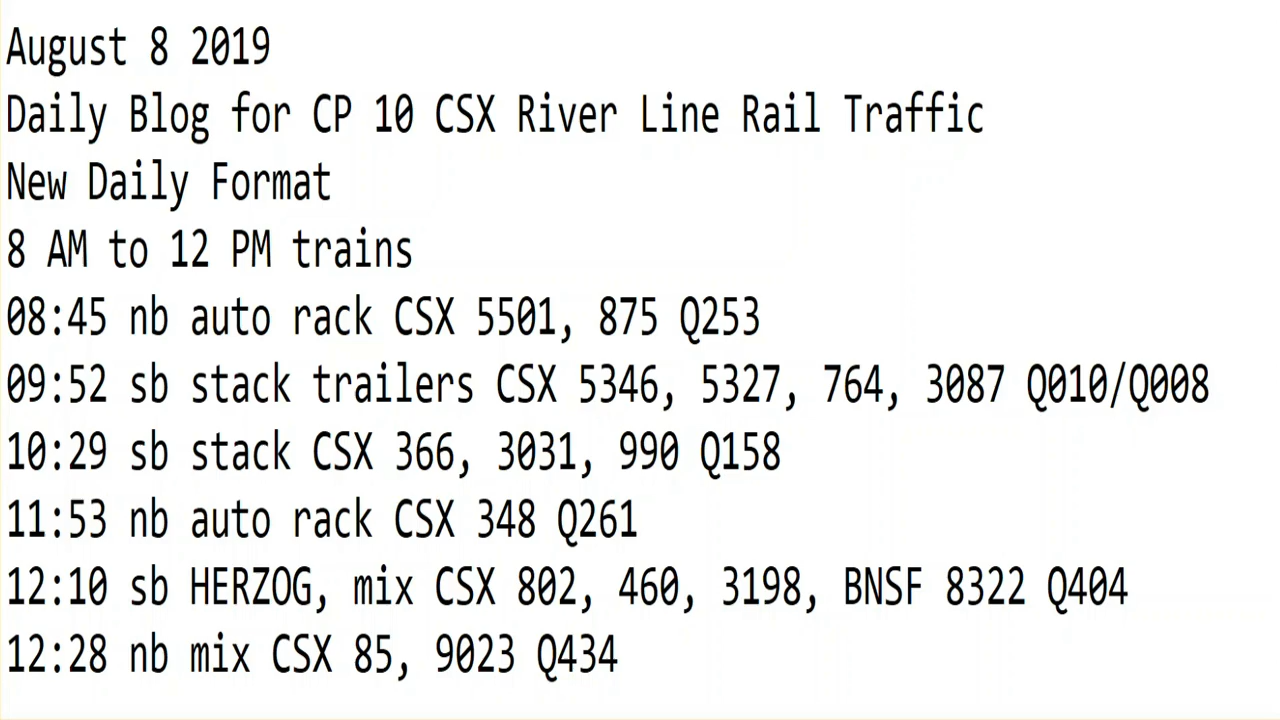 August 8 2019
Daily Blog for CP 10 CSX River Line Rail Traffic
New Daily Format
8 AM to 12 PM trains
08:45 nb auto rack CSX 5501, 875 Q253
09:52 sb stack trailers CSX 5346, 5327, 764, 3087 Q010/Q008
10:29 sb stack CSX 366, 3031, 990 Q158
11:53 nb auto rack CSX 348 Q261
12:10 sb HERZOG, mix CSX 802, 460, 3198, BNSF 8322 Q404
12:28 nb mix CSX 85, 9023 Q434